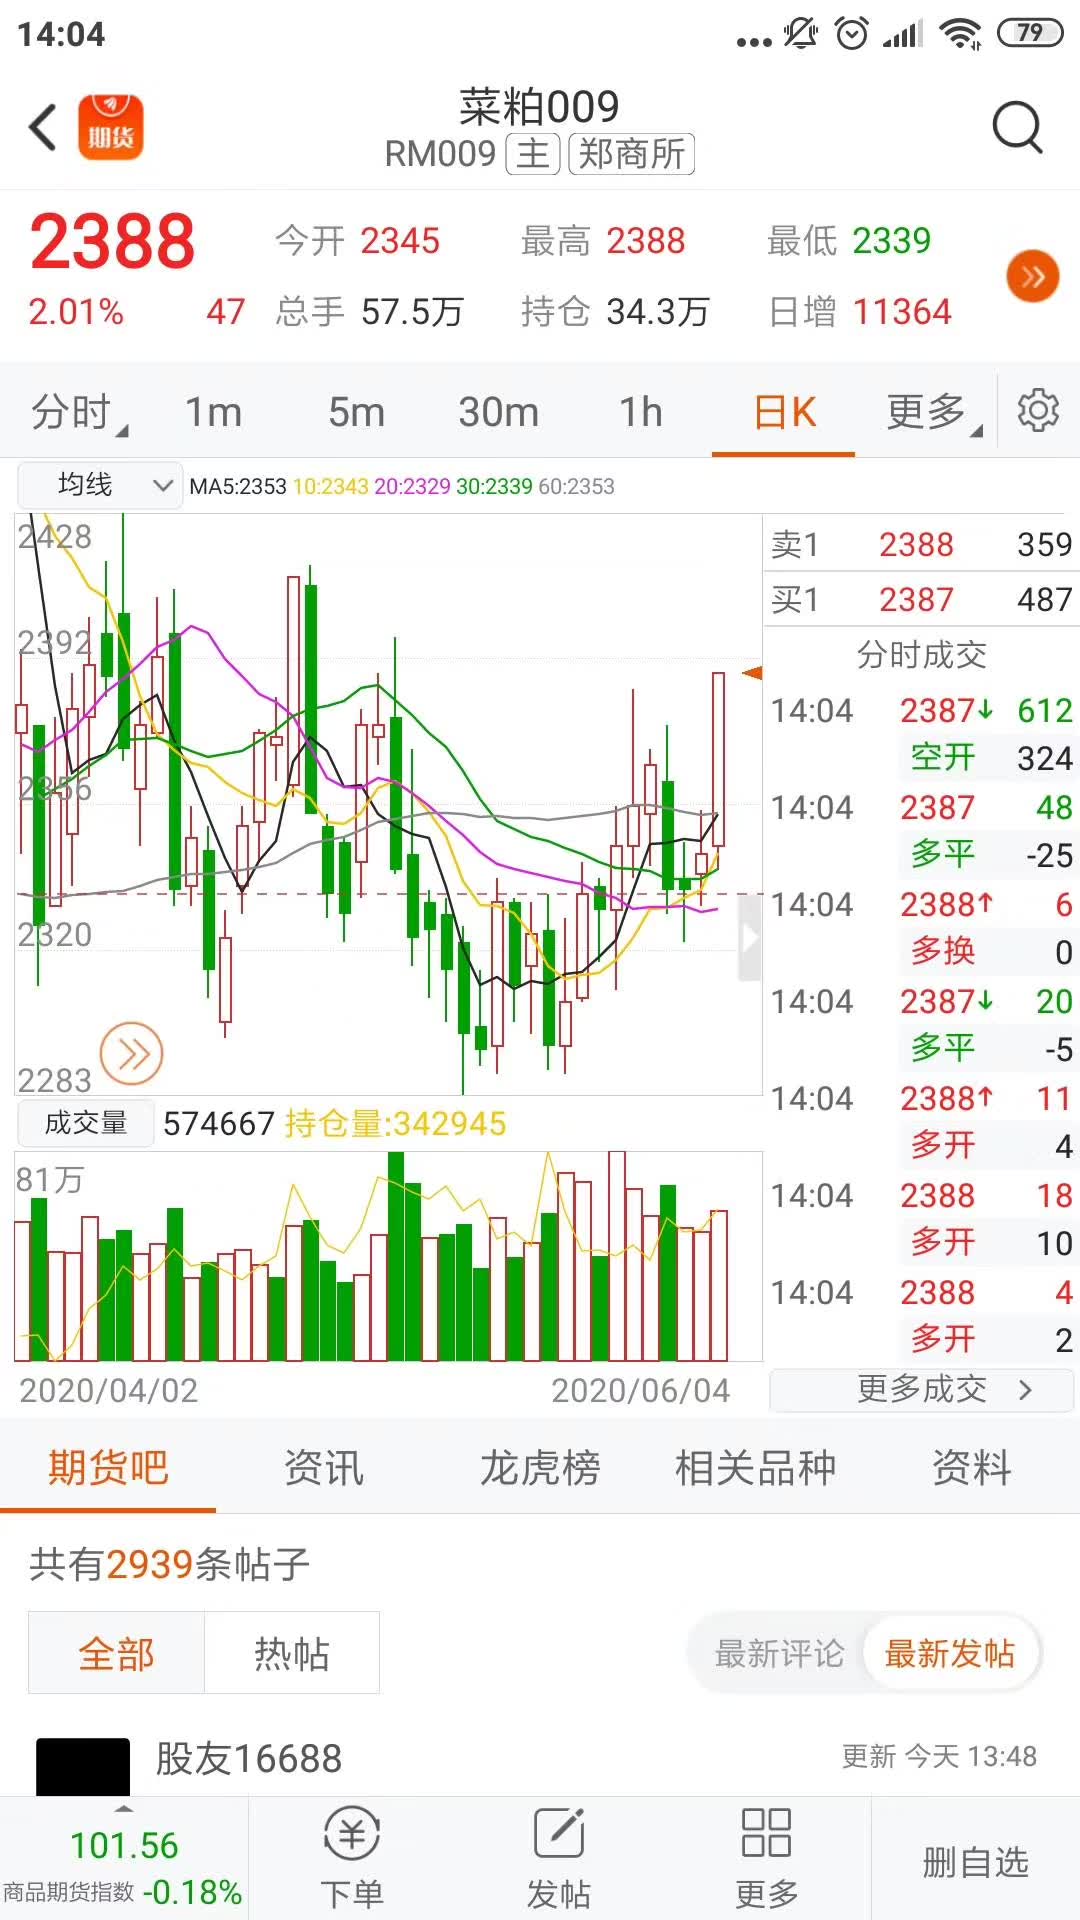 14:04
79
期货
菜粕009
RM009 主 郑商所
2388 今开 2345 最高 2388 最低 2339
2.01% 47 总手 57.5万 持仓 34.3万 日增 11364
分时 1m 5m 30m 1h 日K 更多
均线 MA5:2353 10:2343 20:2329 30:2339 60:2353
2428
2392
2356
2320
2283
卖1 2388 359
买1 2387 487
分时成交
14:04 2387↓ 612
空开 324
14:04 2387 48
多平 -25
14:04 2388↑ 6
多换 0
14:04 2387↓ 20
多平 -5
14:04 2388↑ 11
多开 4
14:04 2388 18
多开 10
14:04 2388 4
多开 2
更多成交
成交量 574667 持仓量:342945
81万
2020/04/02 2020/06/04
期货吧 资讯 龙虎榜 相关品种 资料
共有2939条帖子
全部 热帖 最新评论 最新发帖
股友16688 更新 今天 13:48
101.56
商品期货指数 -0.18%
下单 发帖 更多 删自选